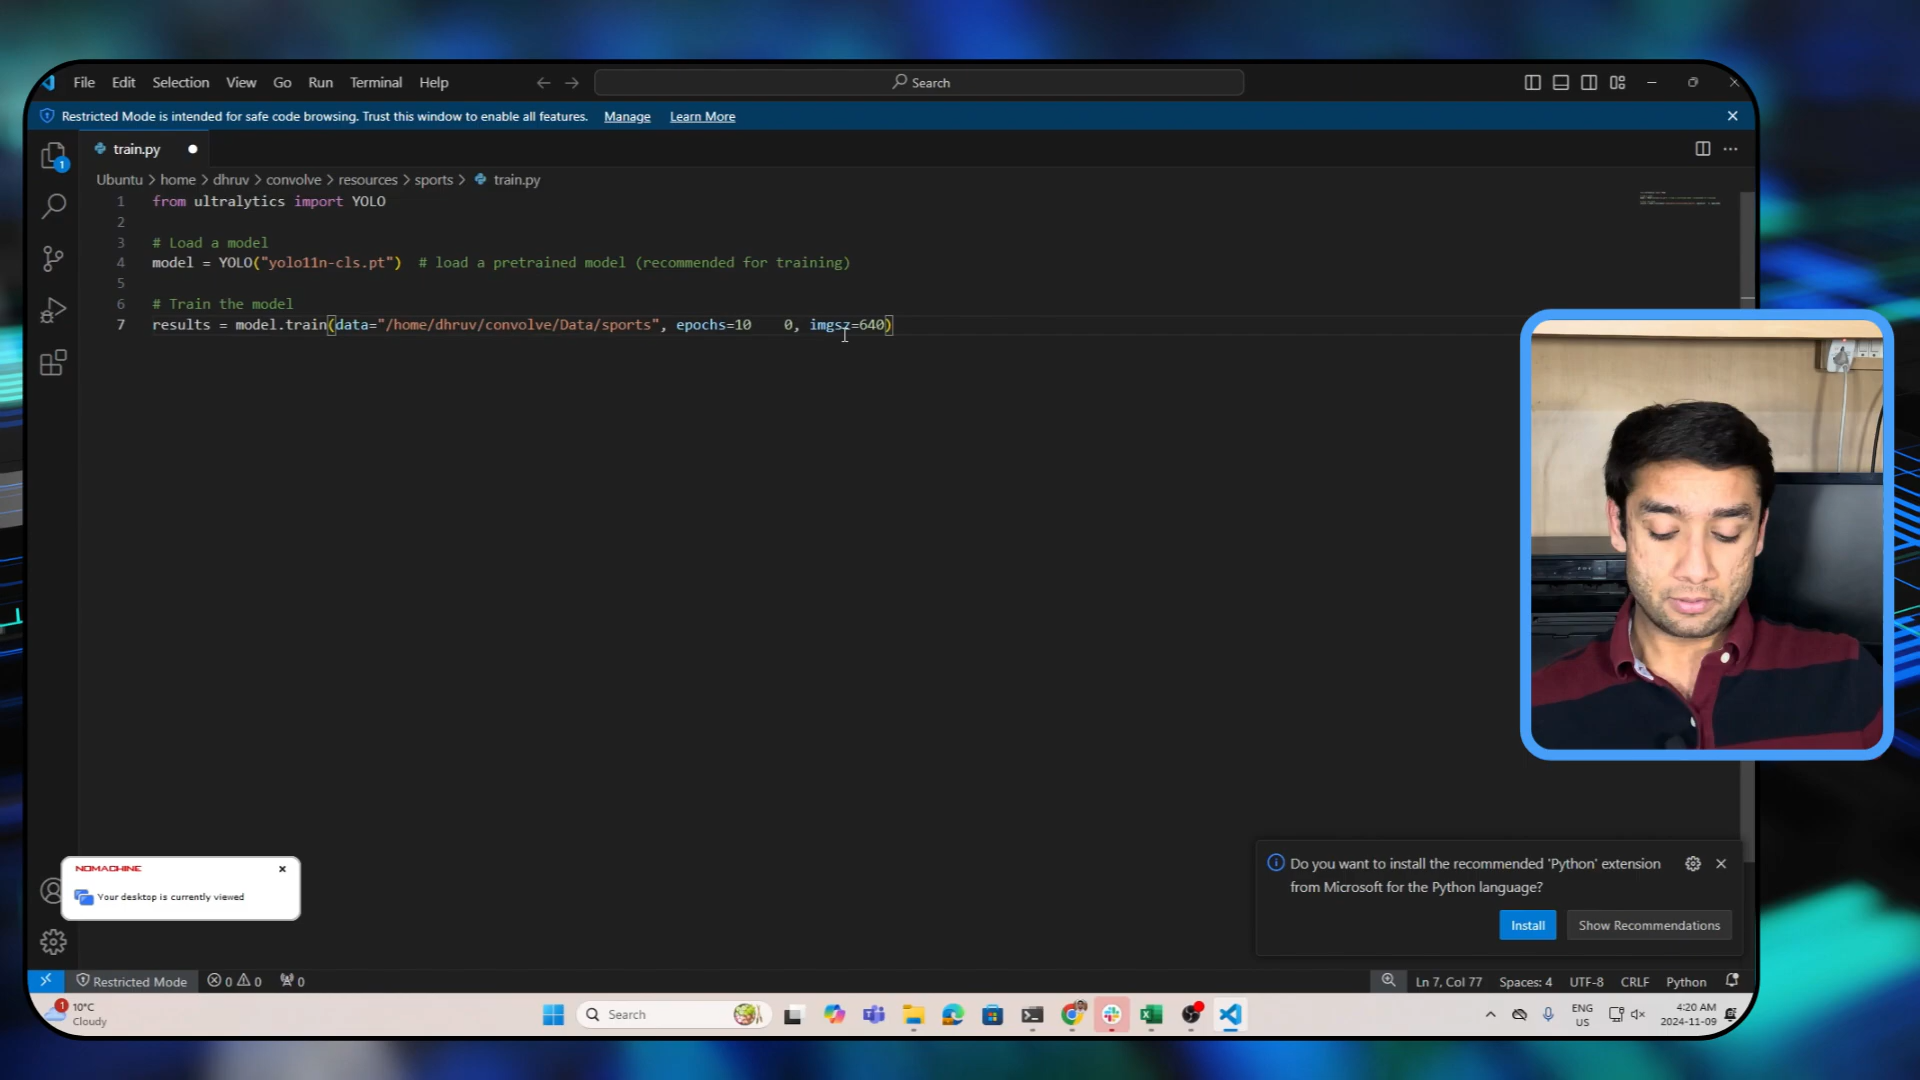 File Edit Selection View Go Run Terminal Help
Search
Restricted Mode is intended for safe code browsing. Trust this window to enable all features. Manage Learn More
1
train.py
Ubuntu > home > dhruv > convolve > resources > sports > train.py
1 from ultralytics import YOLO
2
3 # Load a model
4 model = YOLO("yolo11n-cls.pt")  # load a pretrained model (recommended for training)
5
6 # Train the model
7 results = model.train(data="/home/dhruv/convolve/Data/sports", epochs=10    0, imgsz=640)
NOMACHINE
Your desktop is currently viewed
Do you want to install the recommended 'Python' extension
from Microsoft for the Python language?
Install Show Recommendations
Restricted Mode 0 0 0 Ln 7, Col 77 Spaces: 4 UTF-8 CRLF Python
1 10°C
Cloudy
Search
ENG
US
4:20 AM
2024-11-09